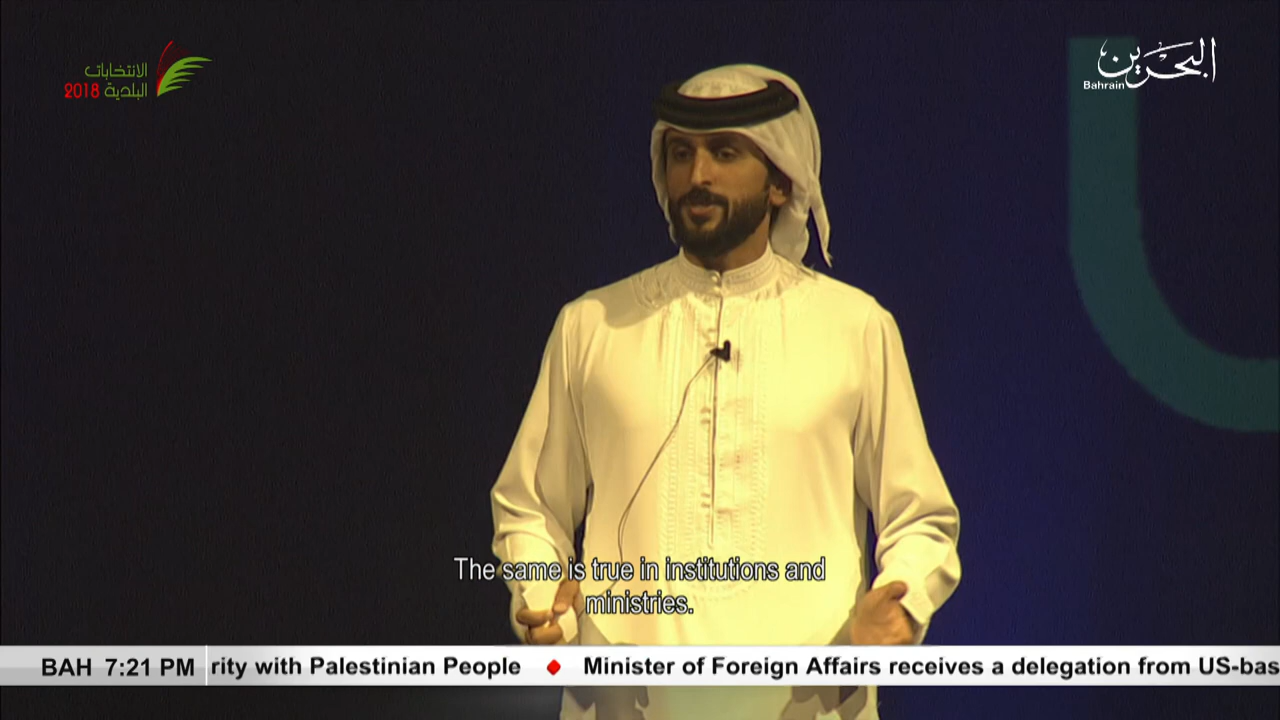 الانتخابات
البلدية 2018
البحرين
Bahrain
The same is true in institutions and
ministries.
BAH 7:21 PM rity with Palestinian People ♦ Minister of Foreign Affairs receives a delegation from US-bas